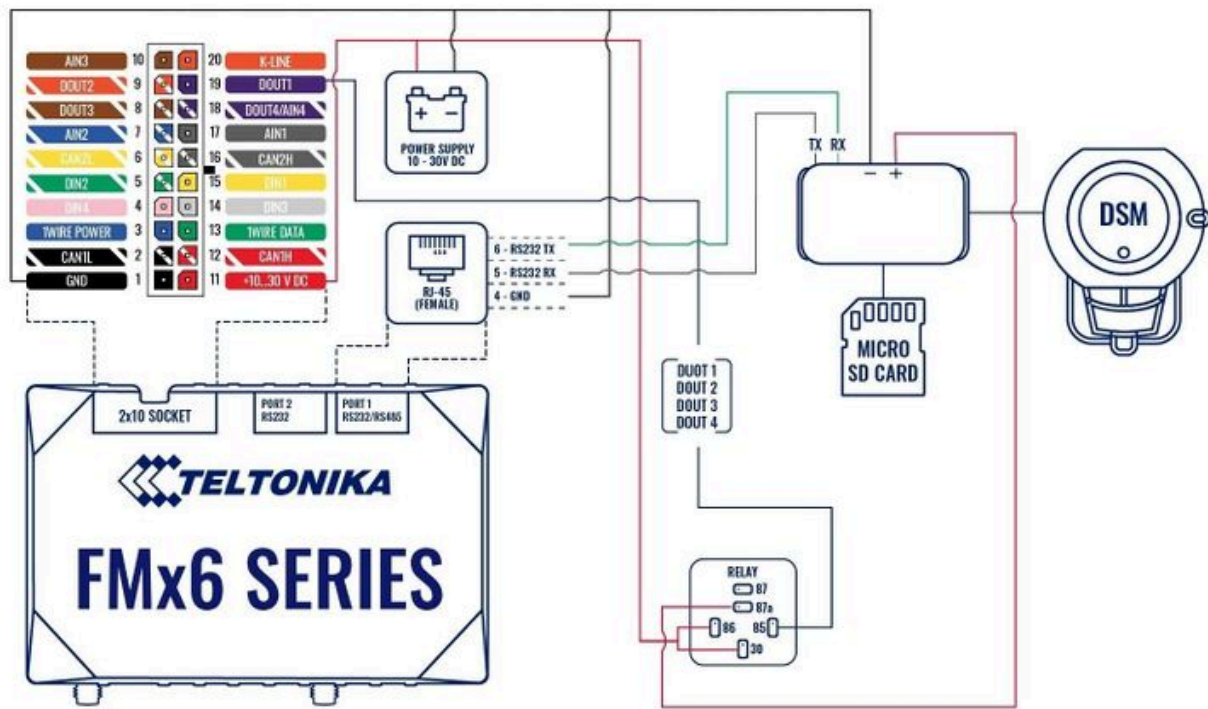 AIN3 10 20 K-LINE
DOUT2 9 19 DOUT1
DOUT3 8 18 DOUT4/AIN4
AIN2 7 17 AIN1
CAN2L 6 16 CAN2H
DIN2 5 15 DIN1
DIN4 4 14 DIN3
1WIRE POWER 3 13 1WIRE DATA
CAN1L 2 12 CAN1H
GND 1 11 +10...30 V DC
+ -
POWER SUPPLY
10 - 30V DC
RJ-45
(FEMALE)
6 - RS232 TX
5 - RS232 RX
4 - GND
TX RX
- +
DSM
MICRO
SD CARD
DUOT 1
DOUT 2
DOUT 3
DOUT 4
RELAY
87
87a
86 85
30
2x10 SOCKET
PORT 2
RS232
PORT 1
RS232/RS485
TELTONIKA
FMx6 SERIES